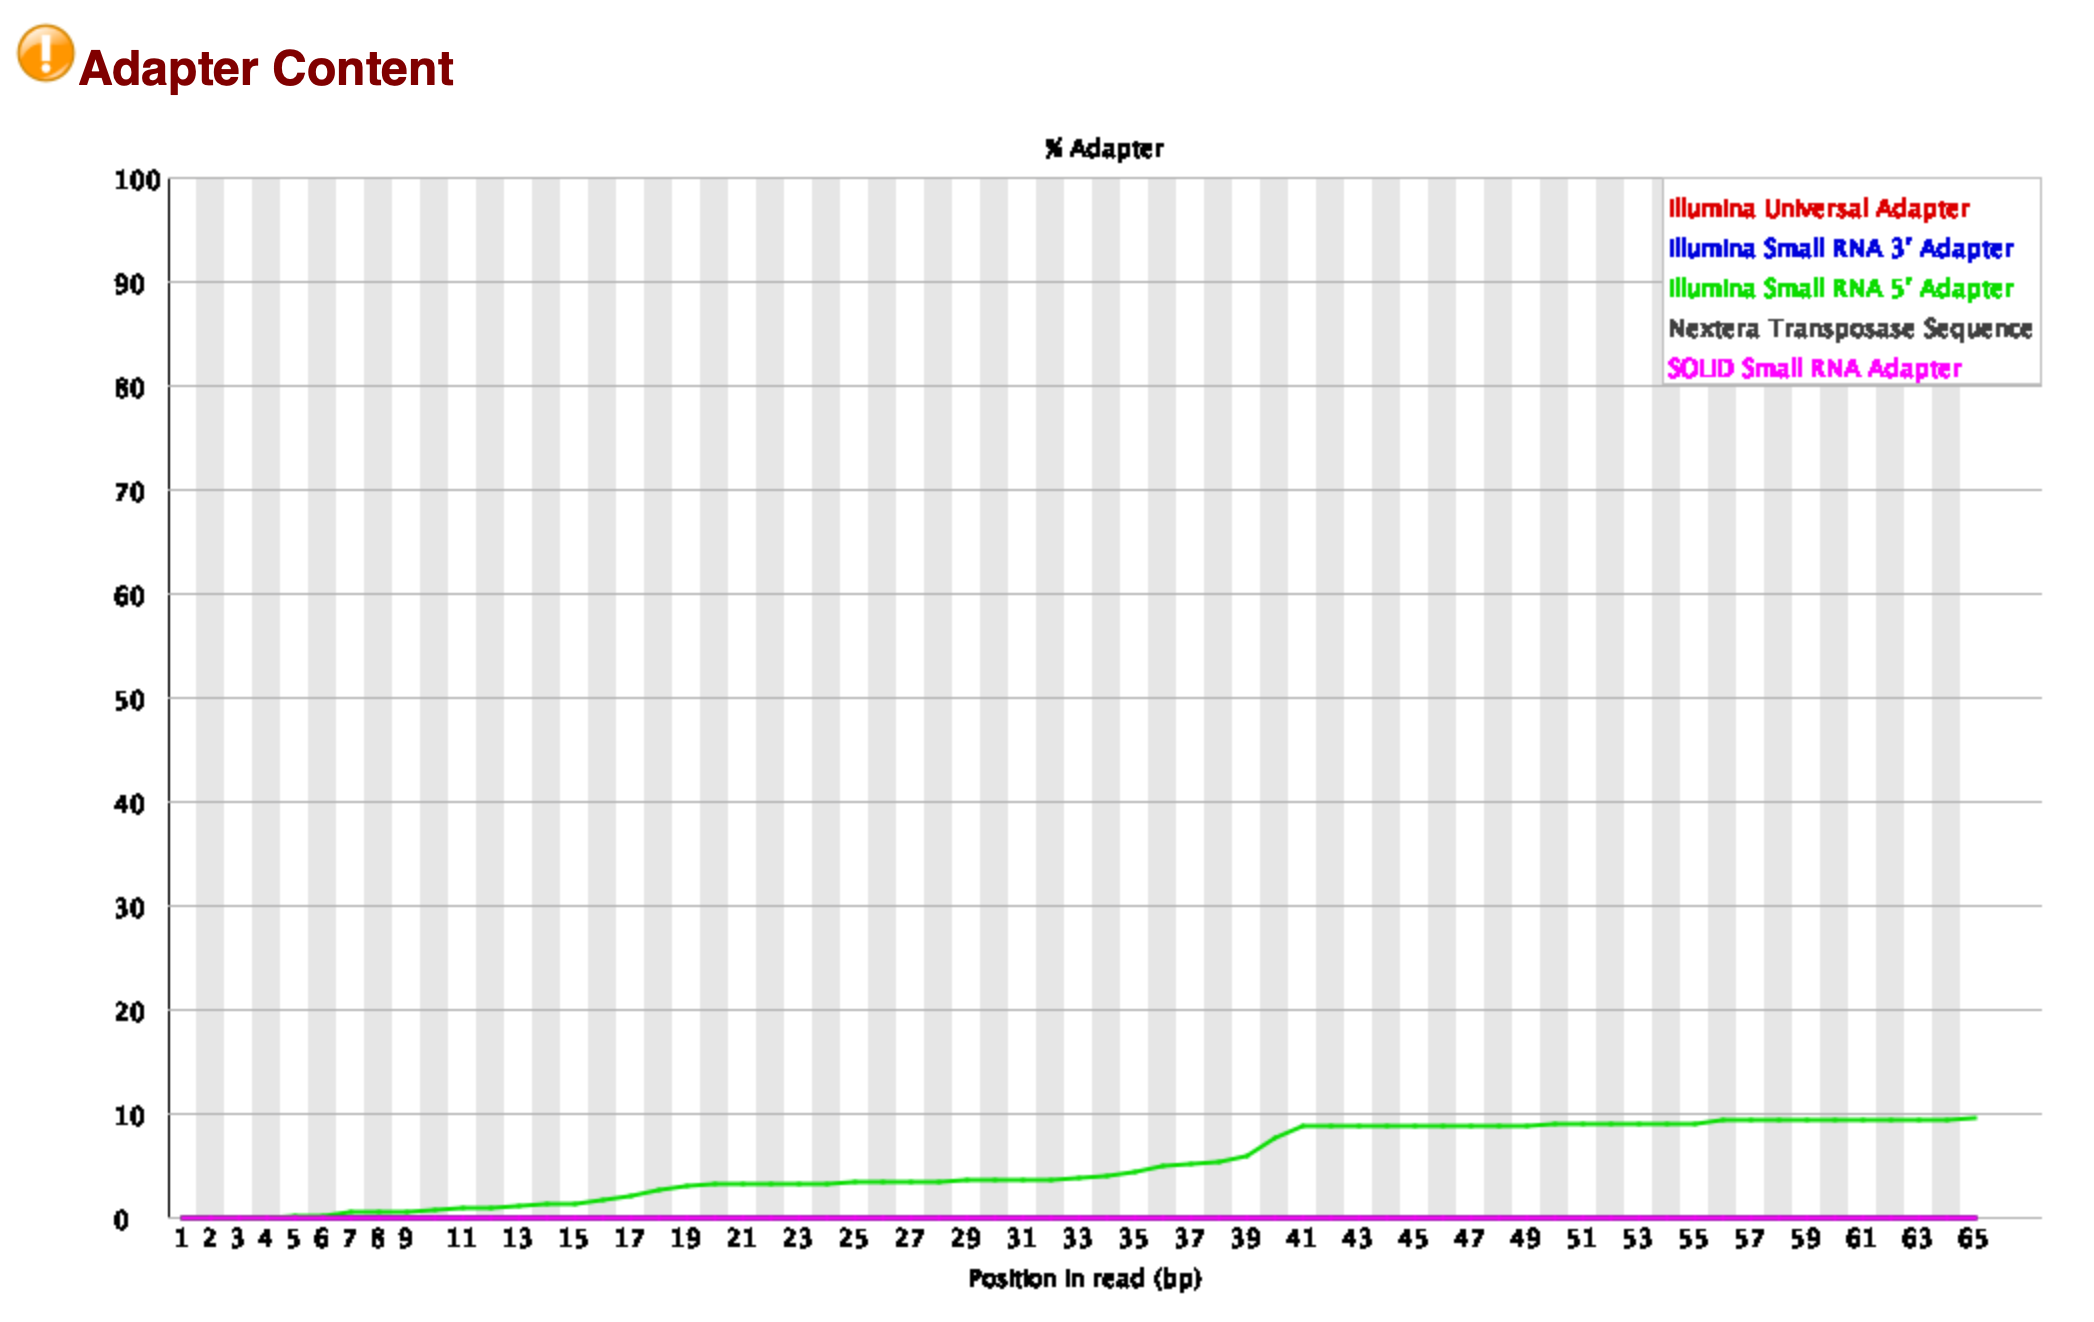 Adapter Content
% Adapter
100
90
80
70
60
50
40
30
20
10
0
Illumina Universal Adapter
Illumina Small RNA 3' Adapter
Illumina Small RNA 5' Adapter
Nextera Transposase Sequence
SOLID Small RNA Adapter
1 2 3 4 5 6 7 8 9 11 13 15 17 19 21 23 25 27 29 31 33 35 37 39 41 43 45 47 49 51 53 55 57 59 61 63 65
Position in read (bp)